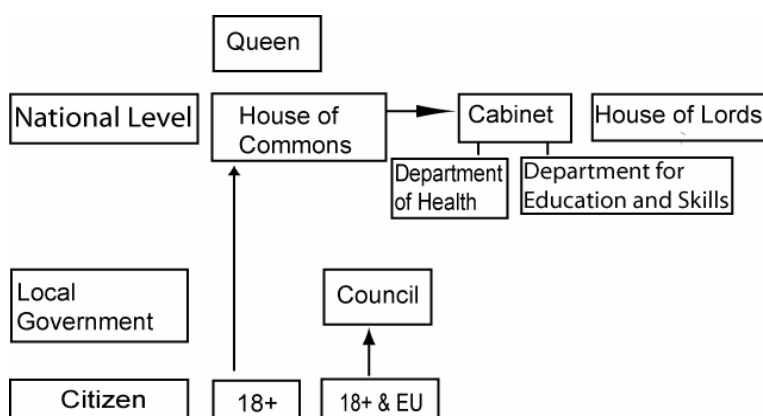 Queen
National Level
House of
Commons
Cabinet
House of Lords
Department
of Health
Department for
Education and Skills
Local
Government
Council
Citizen
18+
18+ & EU